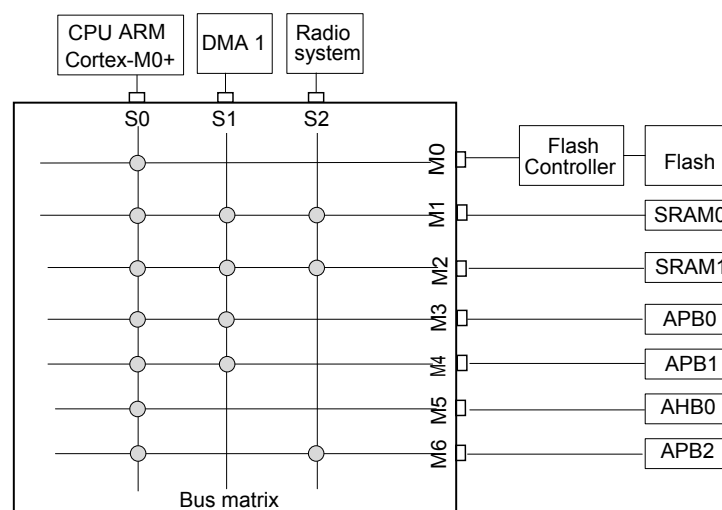 CPU ARM
Cortex-M0+
DMA 1
Radio
system
S0
S1
S2
M0
Flash
Controller
Flash
M1
SRAM0
M2
SRAM1
M3
APB0
M4
APB1
M5
AHB0
M6
APB2
Bus matrix